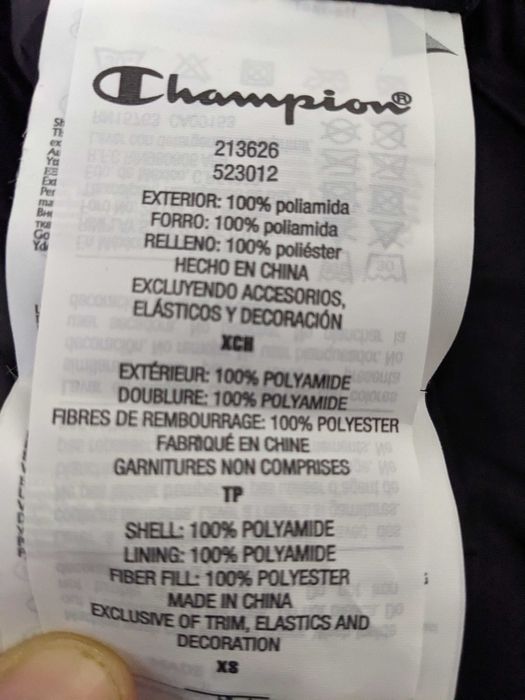 Champion®
213626
523012
EXTERIOR: 100% poliamida
FORRO: 100% poliamida
RELLENO: 100% poliéster
HECHO EN CHINA
EXCLUYENDO ACCESORIOS,
ELÁSTICOS Y DECORACIÓN
XCH
EXTÉRIEUR: 100% POLYAMIDE
DOUBLURE: 100% POLYAMIDE
FIBRES DE REMBOURRAGE: 100% POLYESTER
FABRIQUÉ EN CHINE
GARNITURES NON COMPRISES
TP
SHELL: 100% POLYAMIDE
LINING: 100% POLYAMIDE
FIBER FILL: 100% POLYESTER
MADE IN CHINA
EXCLUSIVE OF TRIM, ELASTICS AND
DECORATION
XS